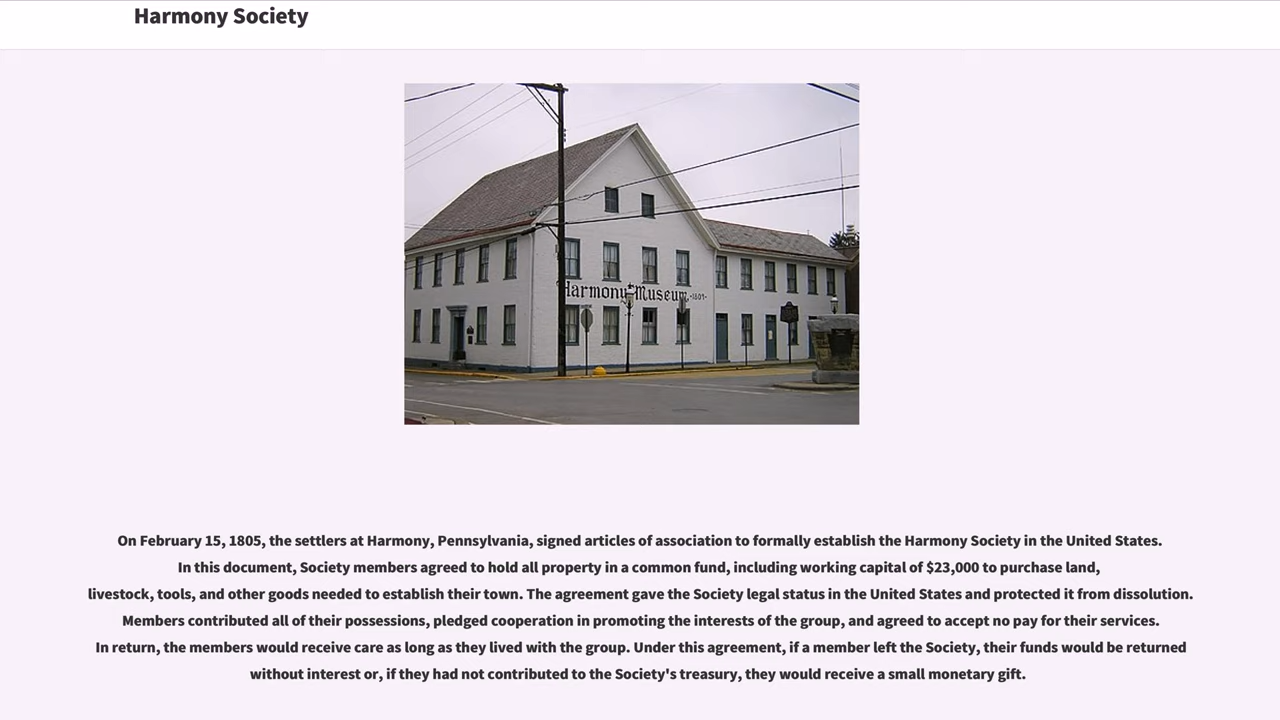 Harmony Society
Harmony Museum -1809-
On February 15, 1805, the settlers at Harmony, Pennsylvania, signed articles of association to formally establish the Harmony Society in the United States.
In this document, Society members agreed to hold all property in a common fund, including working capital of $23,000 to purchase land,
livestock, tools, and other goods needed to establish their town. The agreement gave the Society legal status in the United States and protected it from dissolution.
Members contributed all of their possessions, pledged cooperation in promoting the interests of the group, and agreed to accept no pay for their services.
In return, the members would receive care as long as they lived with the group. Under this agreement, if a member left the Society, their funds would be returned
without interest or, if they had not contributed to the Society's treasury, they would receive a small monetary gift.